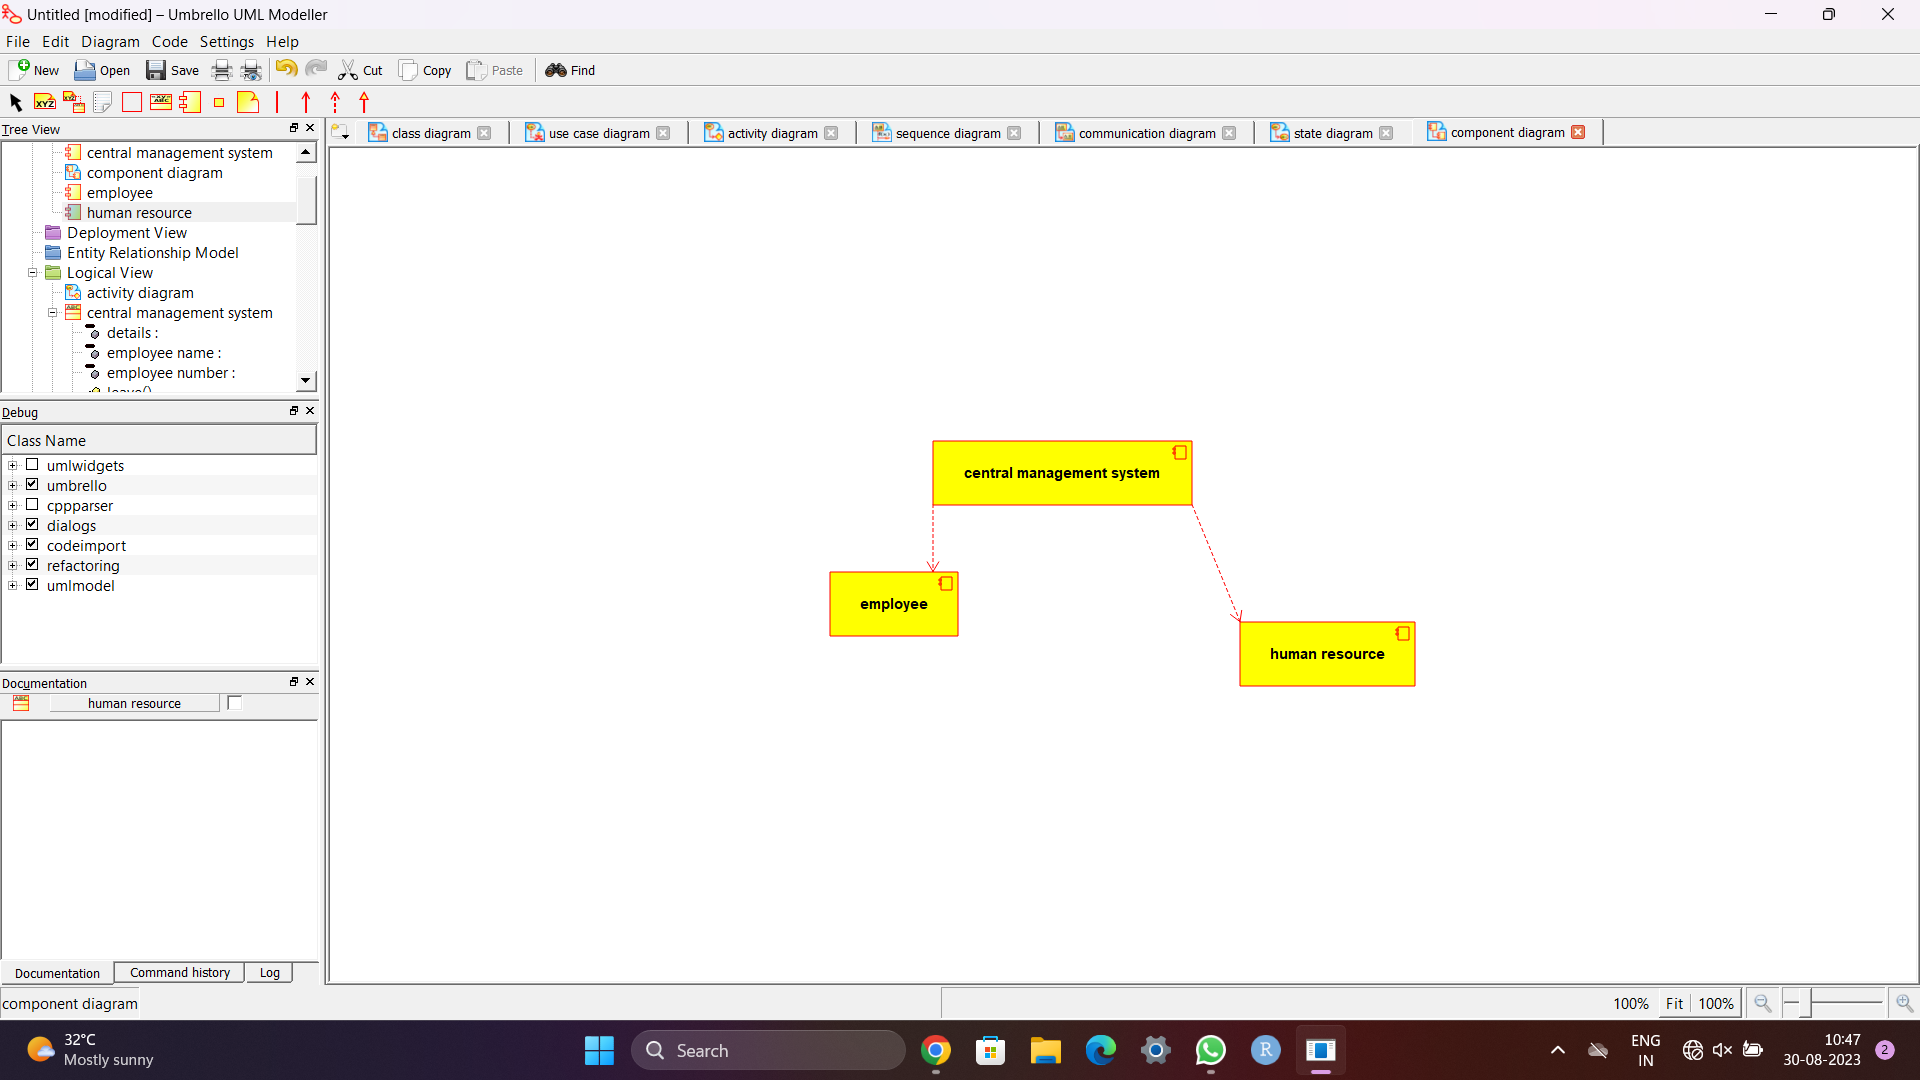 Untitled [modified] – Umbrello UML Modeller
File Edit Diagram Code Settings Help
New Open Save Cut Copy Paste Find
Tree View
class diagram use case diagram activity diagram sequence diagram communication diagram state diagram component diagram
central management system
component diagram
employee
human resource
Deployment View
Entity Relationship Model
Logical View
activity diagram
central management system
details :
employee name :
employee number :
leave()
Debug
Class Name
umlwidgets
umbrello
cppparser
dialogs
codeimport
refactoring
umlmodel
Documentation
human resource
Documentation Command history Log
central management system
employee
human resource
component diagram
100% Fit 100%
32°C
Mostly sunny
Search
ENG
IN
10:47
30-08-2023
2